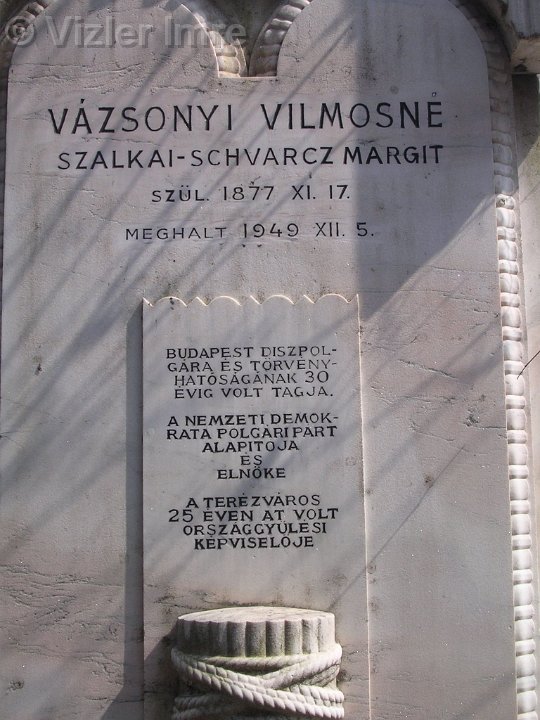 © Vizler Imre
VÁZSONYI VILMOSNÉ
SZALKAI-SCHVARCZ MARGIT
SZÜL. 1877 XI. 17.
MEGHALT 1949 XII. 5.
BUDAPEST DISZPOL-
GÁRA ÉS TÖRVÉNY-
HATÓSÁGÁNAK 30
ÉVIG VOLT TAGJA.
A NEMZETI DEMOK-
RATA POLGÁRI PÁRT
ALAPITÓJA
ÉS
ELNÖKE
A TERÉZVÁROS
25 ÉVEN ÁT VOLT
ORSZÁGGYÜLÉSI
KÉPVISELŐJE